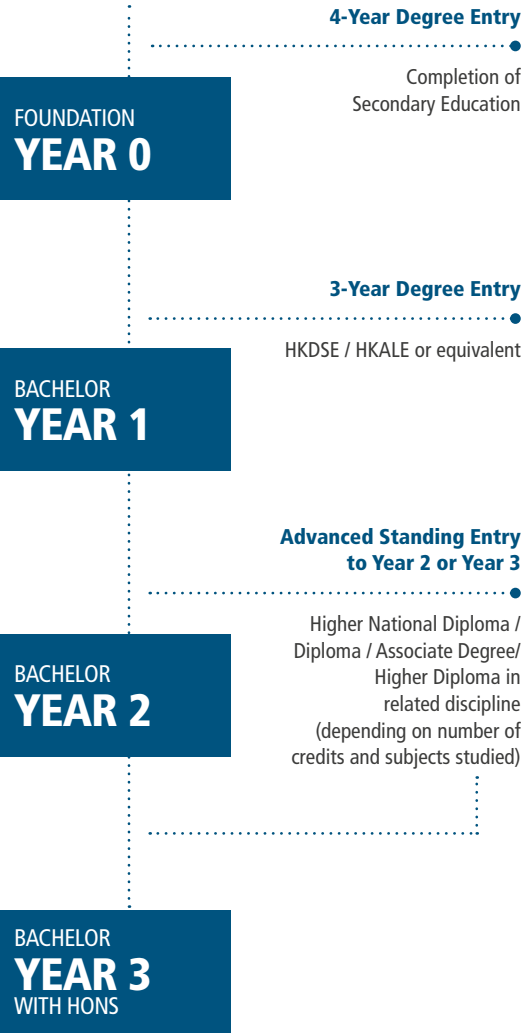 4-Year Degree Entry
Completion of
Secondary Education
FOUNDATION
YEAR 0
3-Year Degree Entry
HKDSE / HKALE or equivalent
BACHELOR
YEAR 1
Advanced Standing Entry
to Year 2 or Year 3
Higher National Diploma /
Diploma / Associate Degree/
Higher Diploma in
related discipline
(depending on number of
credits and subjects studied)
BACHELOR
YEAR 2
BACHELOR
YEAR 3
WITH HONS